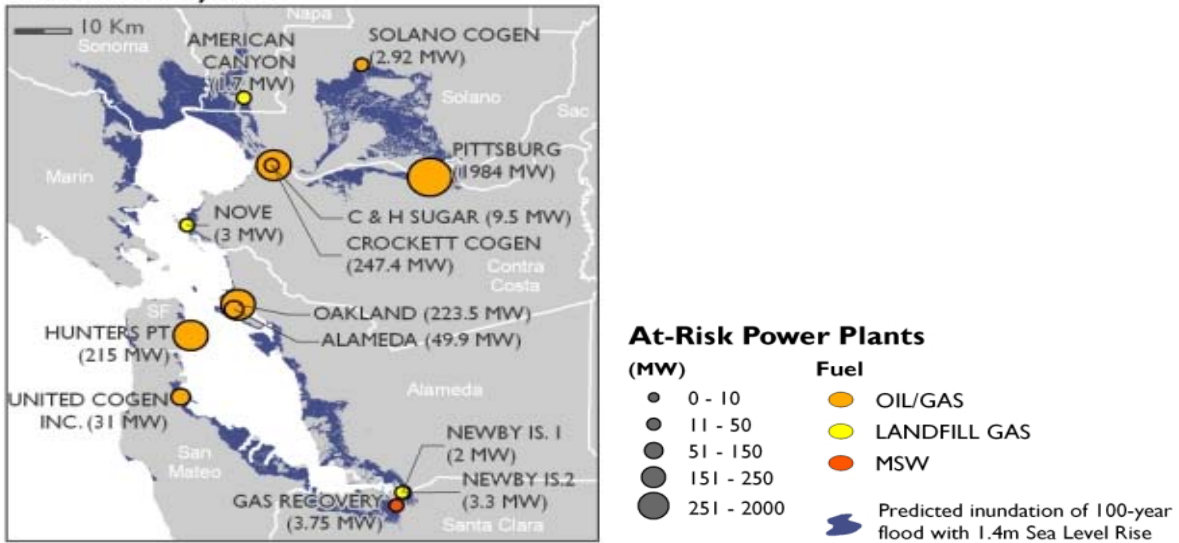 10 Km
Napa
Sonoma
AMERICAN
CANYON
(1.7 MW)
SOLANO COGEN
(2.92 MW)
Solano
Sac
PITTSBURG
(1984 MW)
Marin
NOVE
(3 MW)
C & H SUGAR (9.5 MW)
CROCKETT COGEN
(247.4 MW)
Contra
Costa
SF
OAKLAND (223.5 MW)
HUNTERS PT
(215 MW)
ALAMEDA (49.9 MW)
Alameda
UNITED COGEN
INC. (31 MW)
San
Mateo
NEWBY IS. 1
(2 MW)
NEWBY IS.2
(3.3 MW)
GAS RECOVERY
(3.75 MW)
Santa Clara
At-Risk Power Plants
(MW)
0 - 10
11 - 50
51 - 150
151 - 250
251 - 2000
Fuel
OIL/GAS
LANDFILL GAS
MSW
Predicted inundation of 100-year
flood with 1.4m Sea Level Rise